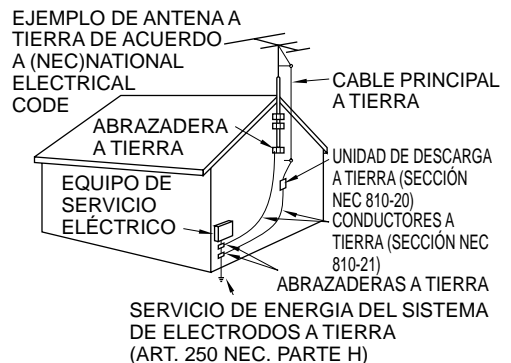 EJEMPLO DE ANTENA A
TIERRA DE ACUERDO
A (NEC)NATIONAL
ELECTRICAL
CODE
CABLE PRINCIPAL
A TIERRA
ABRAZADERA
A TIERRA
UNIDAD DE DESCARGA
A TIERRA (SECCIÓN
NEC 810-20)
EQUIPO DE
SERVICIO
ELÉCTRICO
CONDUCTORES A
TIERRA (SECCIÓN NEC
810-21)
ABRAZADERAS A TIERRA
SERVICIO DE ENERGIA DEL SISTEMA
DE ELECTRODOS A TIERRA
(ART. 250 NEC. PARTE H)